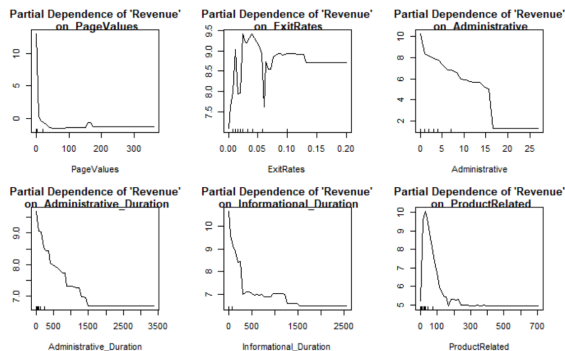 Partial Dependence of 'Revenue'
on PageValues
10
5
0
0 100 300
PageValues
Partial Dependence of 'Revenue'
on ExitRates
9.5
9.0
8.5
8.0
7.5
0.00 0.05 0.10 0.15 0.20
ExitRates
Partial Dependence of 'Revenue'
on Administrative
10
8
6
4
2
0 5 10 15 20 25
Administrative
Partial Dependence of 'Revenue'
on Administrative_Duration
9.0
8.0
7.0
0 500 1500 3500
Administrative_Duration
Partial Dependence of 'Revenue'
on Informational_Duration
10
9
8
7
0 500 1500 2500
Informational_Duration
Partial Dependence of 'Revenue'
on ProductRelated
10
9
8
7
6
5
0 100 300 500 700
ProductRelated